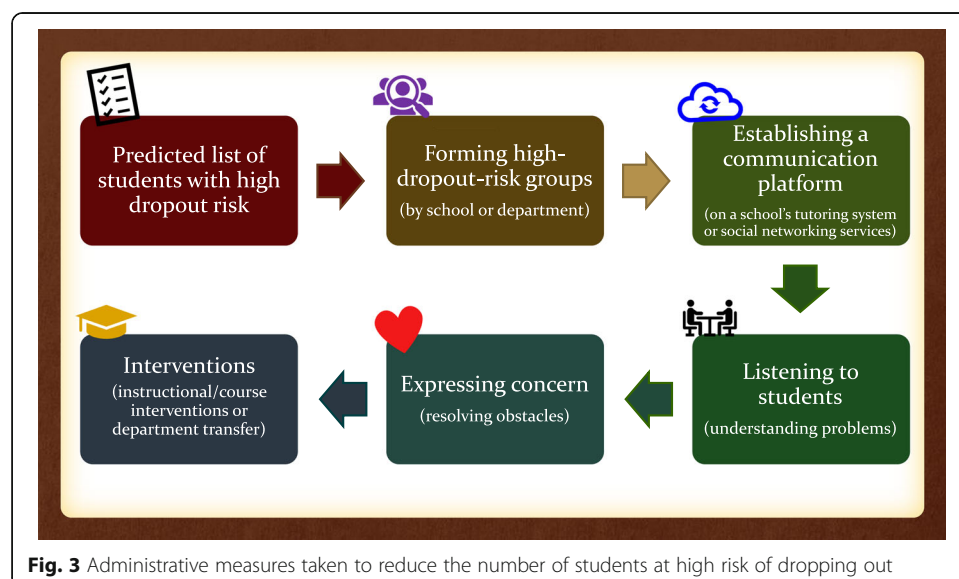 Predicted list of
students with high
dropout risk
Forming high-
dropout-risk groups
(by school or department)
Establishing a
communication
platform
(on a school's tutoring system
or social networking services)
Listening to
students
(understanding problems)
Expressing concern
(resolving obstacles)
Interventions
(instructional/course
interventions or
department transfer)
Fig. 3 Administrative measures taken to reduce the number of students at high risk of dropping out